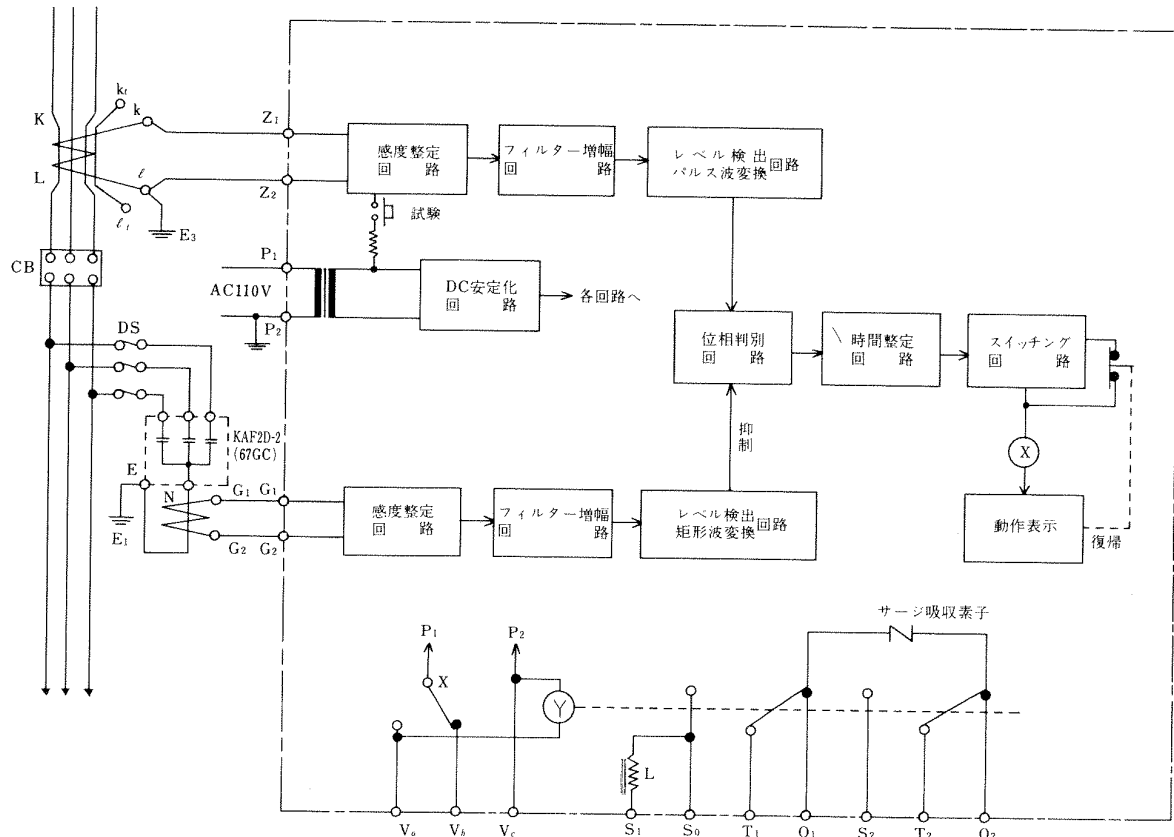 kt
k
K
L
ℓ
ℓt
E₃
Z₁
Z₂
感度整定
回 路
フィルター増幅
回 路
レベル検出
パルス波変換
回路
試験
CB
P₁
AC110V
P₂
DC安定化
回 路
各回路へ
DS
位相判別
回 路
時間整定
回 路
スイッチング
回 路
KAF2D-2
(67GC)
抑制
X
E
N
E₁
G₁
G₁
G₂
G₂
感度整定
回 路
フィルター増幅
回 路
レベル検出
矩形波変換
回路
動作表示
復帰
サージ吸収素子
P₁
P₂
X
Y
L
Va
Vb
Vc
S₁
S₀
T₁
O₁
S₂
T₂
O₂